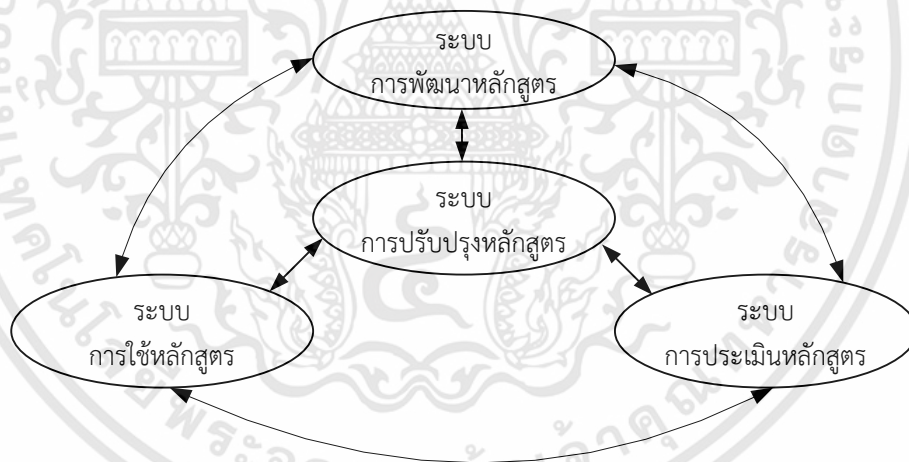 ระบบ
การพัฒนาหลักสูตร
ระบบ
การปรับปรุงหลักสูตร
ระบบ
การใช้หลักสูตร
ระบบ
การประเมินหลักสูตร